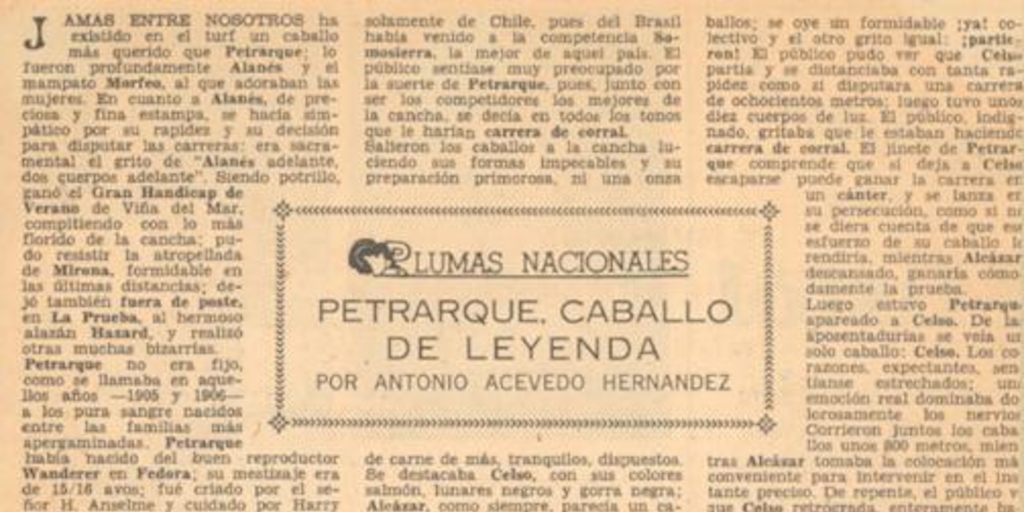 JAMAS ENTRE NOSOTROS ha
existido en el turf un caballo
más querido que Petrarque; lo
fueron profundamente Alanés y el
mampato Morfeo, al que adoraban las
mujeres. En cuanto a Alanés, de pre-
ciosa y fina estampa, se hacía sim-
pático por su rapidez y su decisión
para disputar las carreras; era sacra-
mental el grito de "Alanés adelante,
dos cuerpos adelante". Siendo potrillo,
ganó el Gran Handicap de
Verano de Viña del Mar,
compitiendo con lo más
florido de la cancha; pu-
do resistir la atropellada
de Mirona, formidable en
las últimas distancias; de-
jó también fuera de poste,
en La Prueba, al hermoso
alazán Hazard, y realizó
otras muchas bizarrías.
Petrarque no era fijo,
como se llamaba en aque-
llos años —1905 y 1906—
a los pura sangre nacidos
entre las familias más
apergaminadas. Petrarque
había nacido del buen reproductor
Wanderer en Fedora; su mestizaje era
de 15/16 avos; fué criado por el se-
ñor H. Anselme y cuidado por Harry
solamente de Chile, pues del Brasil
había venido a la competencia So-
mosierra, la mejor de aquel país. El
público sentíase muy preocupado por
la suerte de Petrarque, pues, junto con
ser los competidores los mejores de
la cancha, se decía en todos los tonos
que le harían carrera de corral.
Salieron los caballos a la cancha lu-
ciendo sus formas impecables y su
preparación primorosa, ni una onza
PLUMAS NACIONALES
PETRARQUE, CABALLO
DE LEYENDA
POR ANTONIO ACEVEDO HERNANDEZ
de carne de más, tranquilos, dispuestos.
Se destacaba Celso, con sus colores
salmón, lunares negros y gorra negra;
Alcázar, como siempre, parecía un ca-
ballos; se oye un formidable ¡ya! co-
lectivo y el otro grito igual: ¡partie-
ron! El público pudo ver que Celso
partía y se distanciaba con tanta ra-
pidez como si disputara una carrera
de ochocientos metros; luego tuvo unos
diez cuerpos de luz. El público, indig-
nado, gritaba que le estaban haciendo
carrera de corral. El jinete de Petrar-
que comprende que si deja a Celso
escaparse puede ganar la carrera en
un cánter, y se lanza en
su persecución, como si no
se diera cuenta de que ese
esfuerzo de su caballo lo
rendiría, mientras Alcázar
descansado, ganaría cómo-
damente la prueba.
Luego estuvo Petrarque
apareado a Celso. De las
aposentadurías se veía un
solo caballo: Celso. Los co-
razones, expectantes, sen-
tíanse estrechados; una
emoción real dominaba do-
lorosamente los nervios
Corrieron juntos los caba-
llos unos 800 metros, mien-
tras Alcázar tomaba la colocación más
conveniente para intervenir en el ins-
tante preciso. De repente, el público vi
que Celso retrograda, enteramente ba-